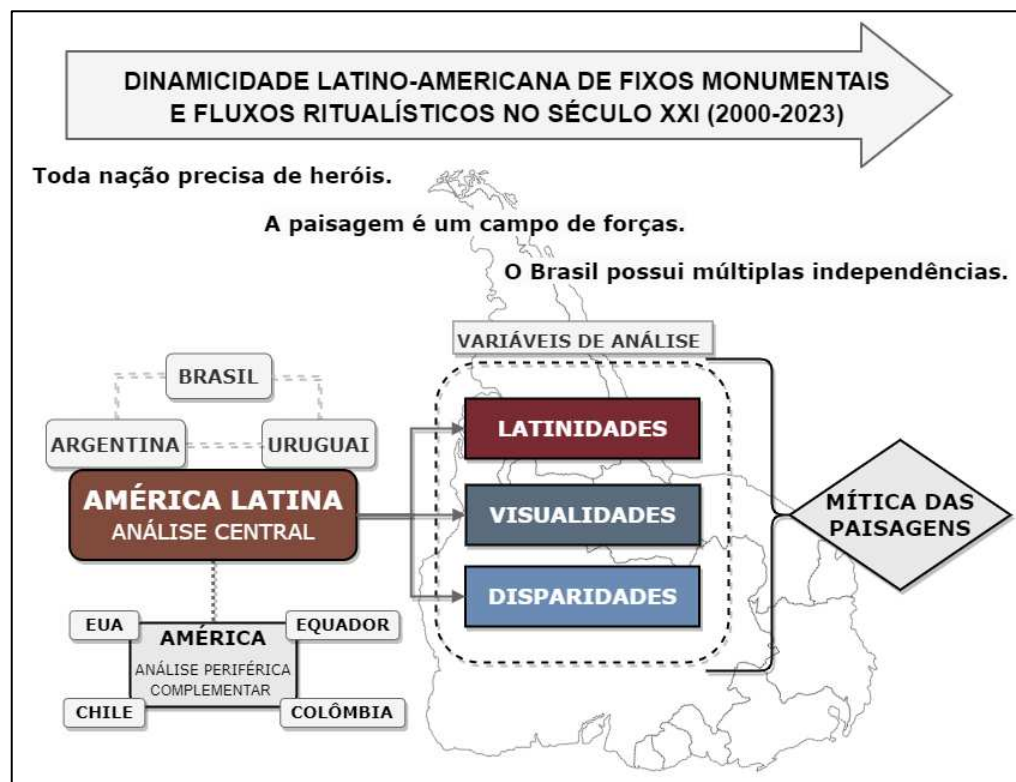 DINAMICIDADE LATINO-AMERICANA DE FIXOS MONUMENTAIS
E FLUXOS RITUALÍSTICOS NO SÉCULO XXI (2000-2023)
Toda nação precisa de heróis.
A paisagem é um campo de forças.
O Brasil possui múltiplas independências.
VARIÁVEIS DE ANÁLISE
BRASIL
ARGENTINA
URUGUAI
AMÉRICA LATINA
ANÁLISE CENTRAL
LATINIDADES
VISUALIDADES
DISPARIDADES
MÍTICA DAS
PAISAGENS
EUA
EQUADOR
AMÉRICA
ANÁLISE PERIFÉRICA
COMPLEMENTAR
CHILE
COLÔMBIA